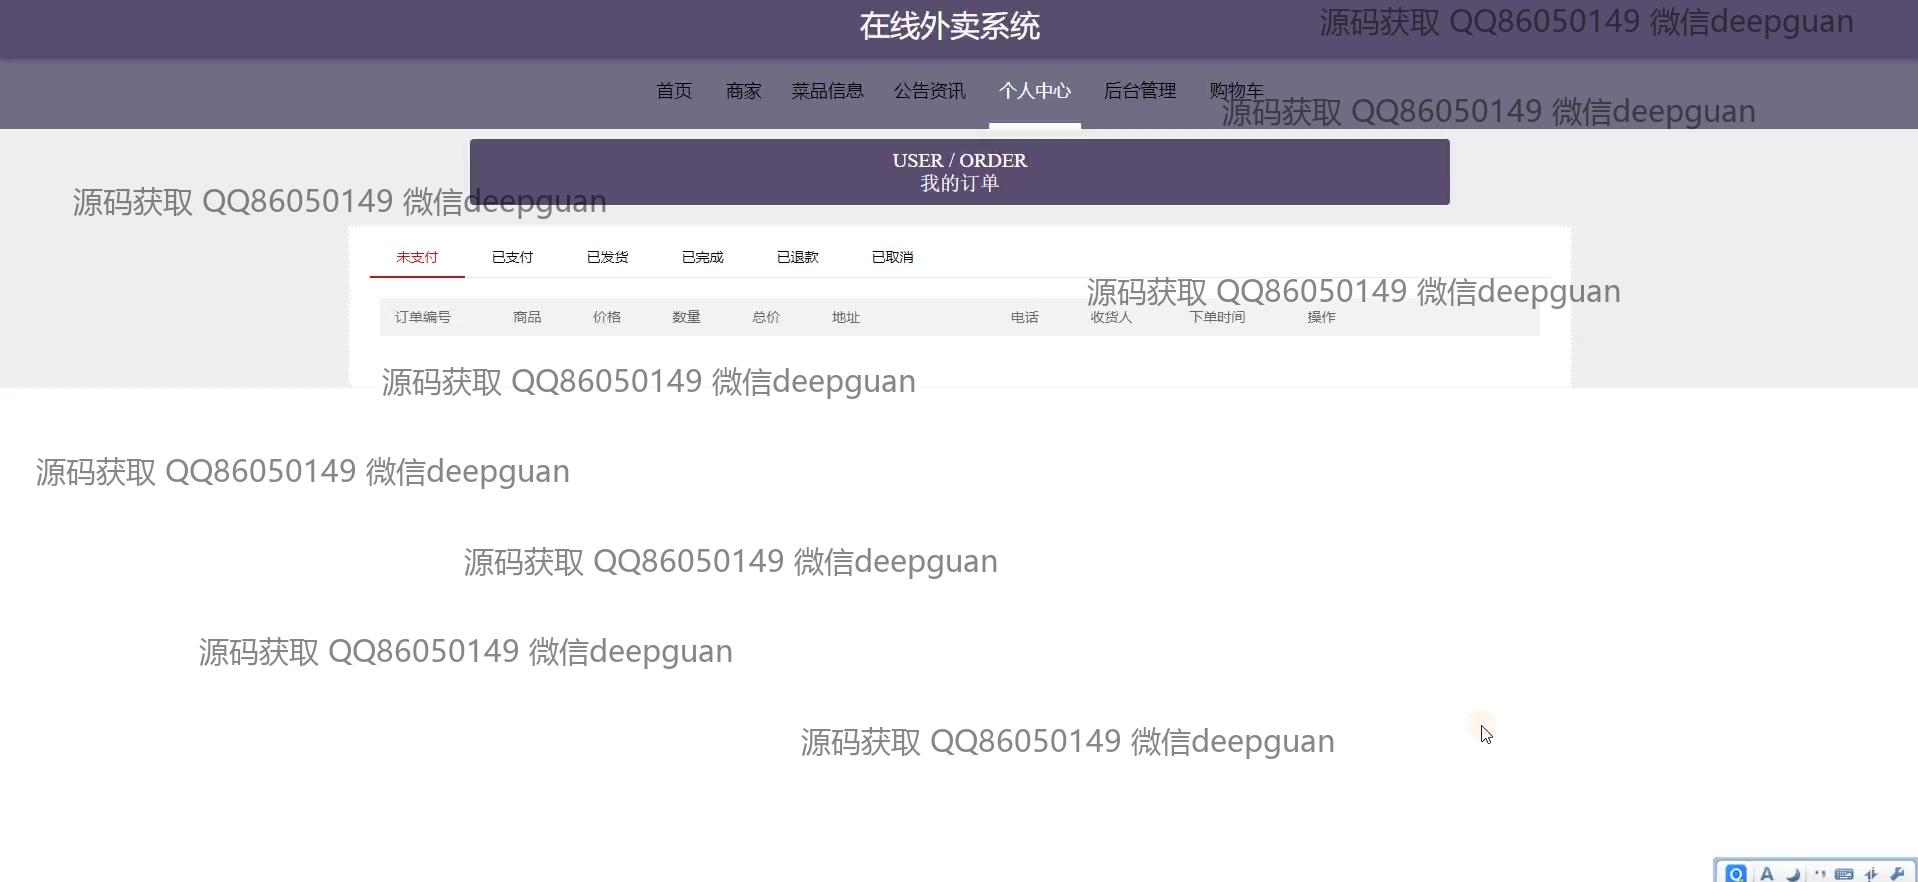 在线外卖系统
源码获取 QQ86050149 微信deepguan
首页 商家 菜品信息 公告资讯 个人中心 后台管理 购物车
源码获取 QQ86050149 微信deepguan
USER / ORDER
我的订单
源码获取 QQ86050149 微信deepguan
未支付 已支付 已发货 已完成 已退款 已取消
源码获取 QQ86050149 微信deepguan
订单编号 商品 价格 数量 总价 地址 电话 收货人 下单时间 操作
源码获取 QQ86050149 微信deepguan
源码获取 QQ86050149 微信deepguan
源码获取 QQ86050149 微信deepguan
源码获取 QQ86050149 微信deepguan
源码获取 QQ86050149 微信deepguan
A